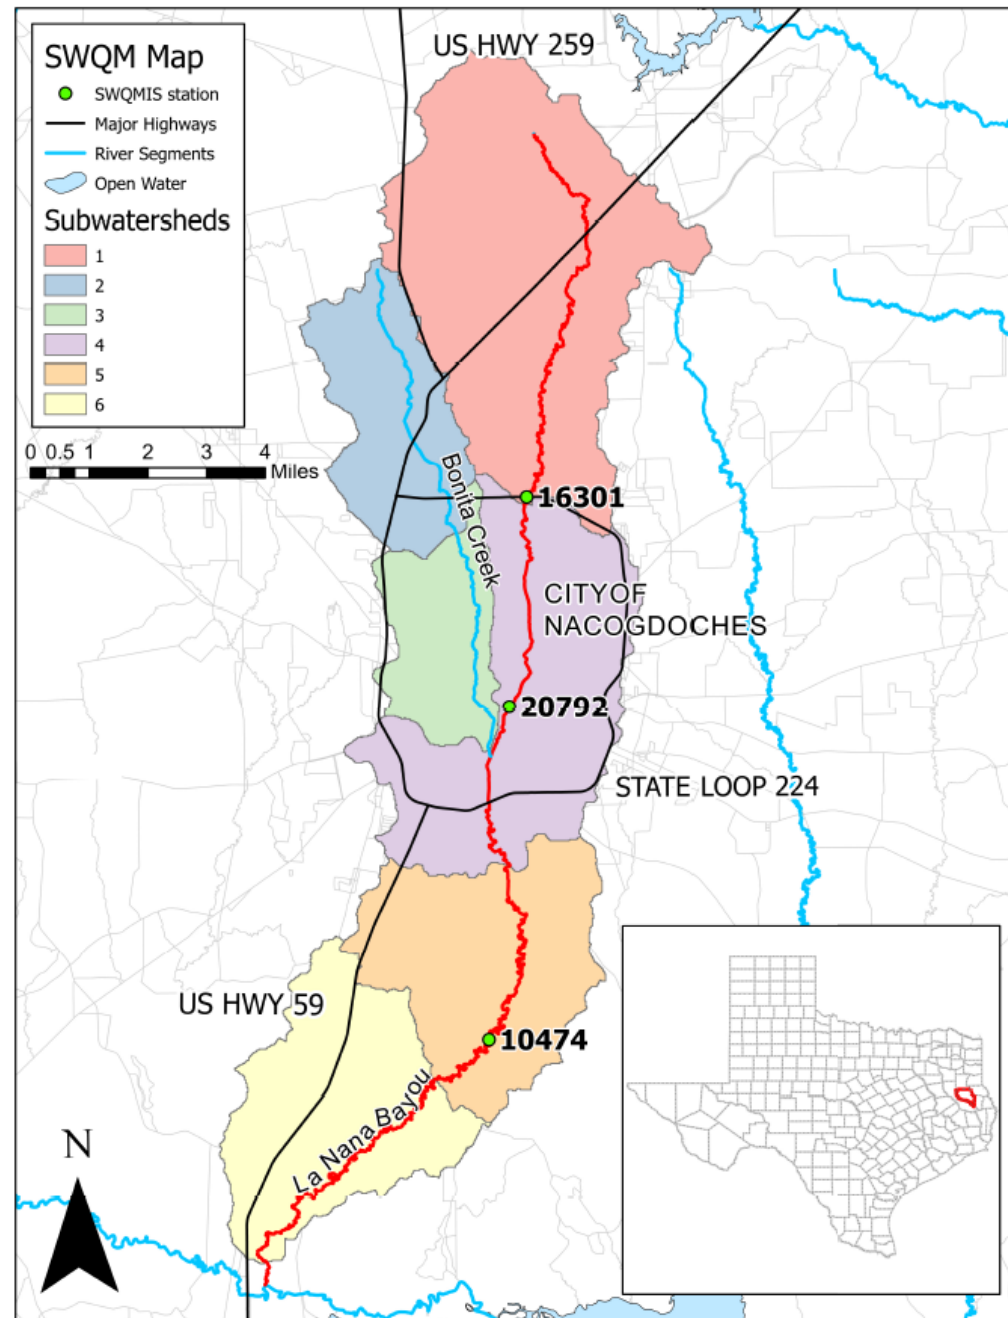 US HWY 259
SWQM Map
SWQMIS station
Major Highways
River Segments
Open Water
Subwatersheds
1
2
3
4
5
6
0 0.5 1 2 3 4
Miles
Bonita Creek
16301
CITYOF
NACOGDOCHES
20792
STATE LOOP 224
US HWY 59
10474
La Nana Bayou
N